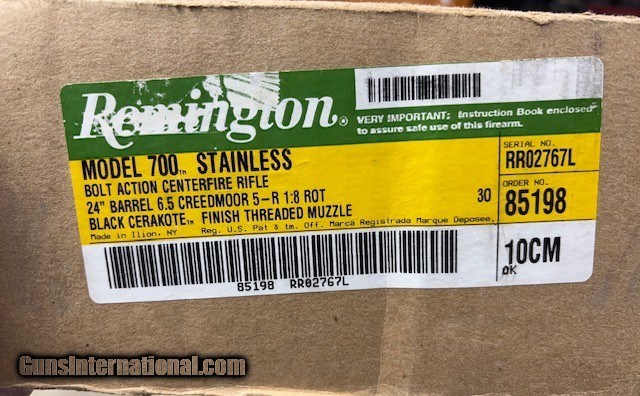 Remington®
VERY IMPORTANT: Instruction Book enclosed
to assure safe use of this firearm.
MODEL 700™ STAINLESS
BOLT ACTION CENTERFIRE RIFLE
24" BARREL 6.5 CREEDMOOR 5-R 1:8 ROT
30
BLACK CERAKOTE™ FINISH THREADED MUZZLE
Made in Ilion, NY Reg. U.S. Pat & tm. Off. Marca Registrada Marque Deposee.
SERIAL NO.
RR02767L
ORDER NO.
85198
10CM
OK
85198 RR02767L
GunsInternational.com